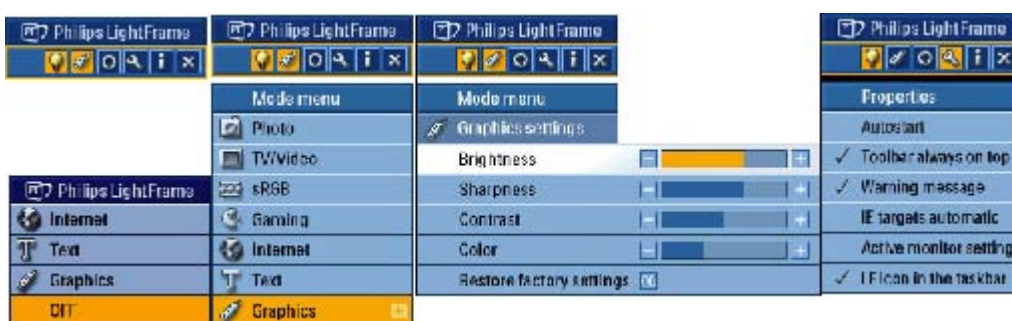 Philips LightFrame
Philips LightFrame
Internet
Text
Graphics
Off
Philips LightFrame
Mode menu
Photo
TV/Video
sRGB
Gaming
Internet
Text
Graphics
Philips LightFrame
Mode menu
Graphics settings
Brightness
Sharpness
Contrast
Color
Restore factory settings
Philips LightFrame
Properties
Autostart
Toolbar always on top
Warning message
IE targets automatic
Active monitor setting
LF icon in the taskbar